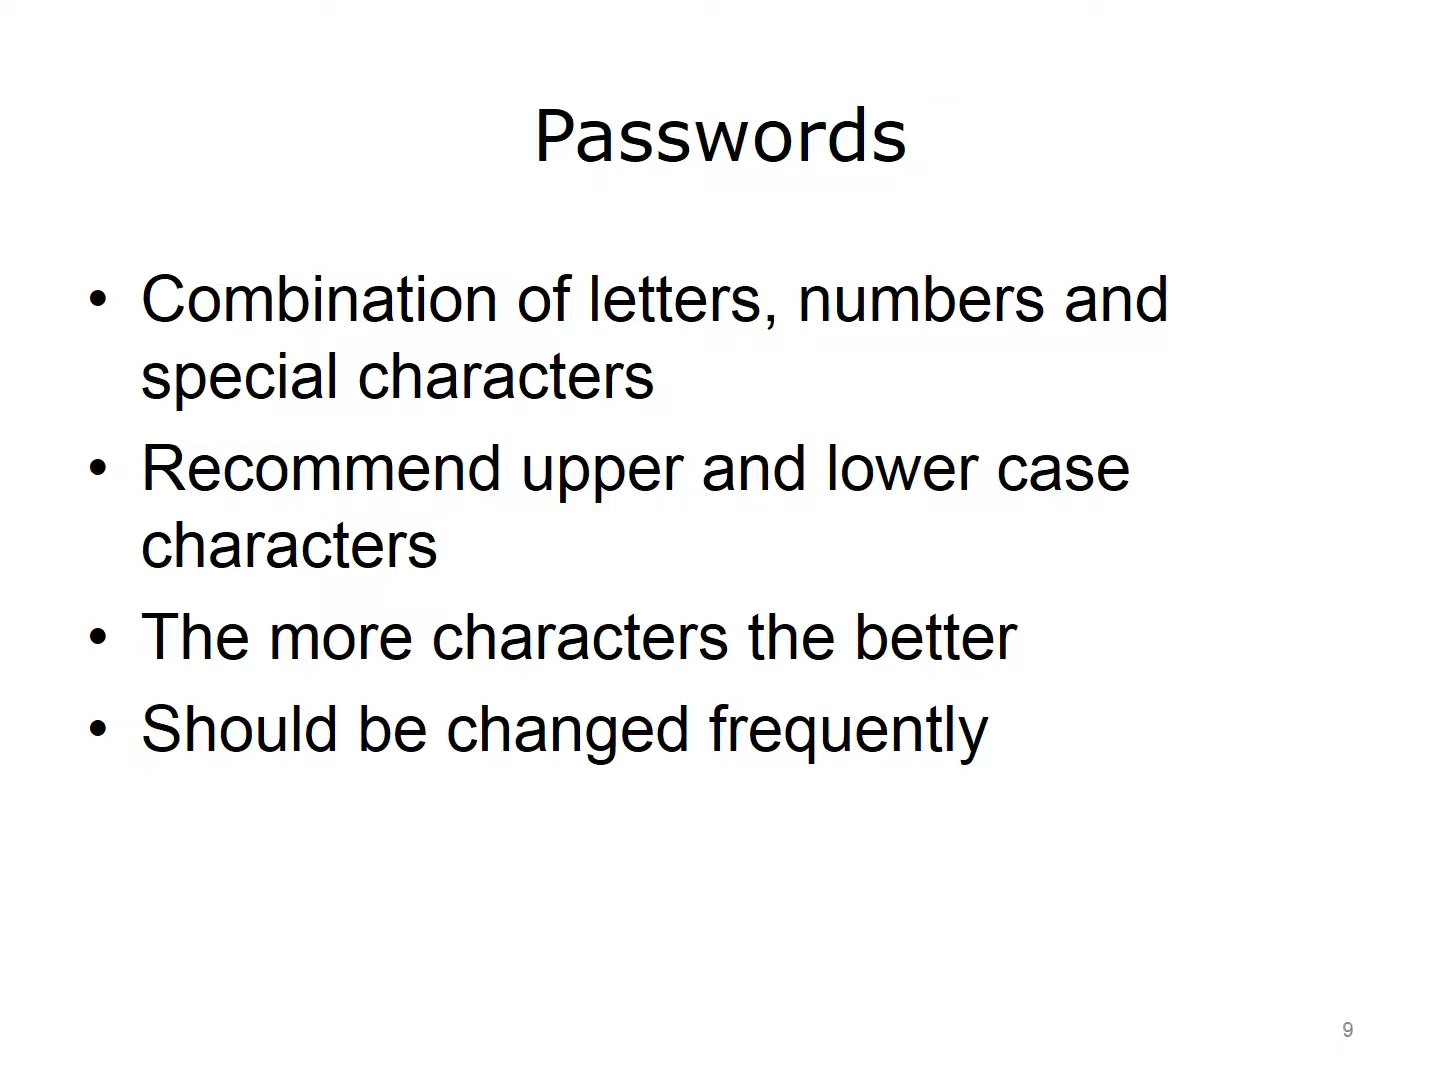 Passwords
• Combination of letters, numbers and
special characters
• Recommend upper and lower case
characters
• The more characters the better
• Should be changed frequently
9